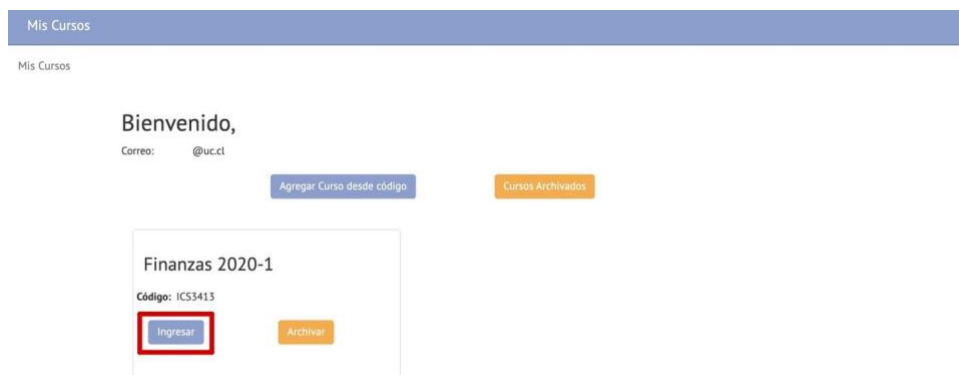 Mis Cursos
Mis Cursos
Bienvenido,
Correo: @uc.cl
Agregar Curso desde código Cursos Archivados
Finanzas 2020-1
Código: ICS3413
Ingresar Archivar